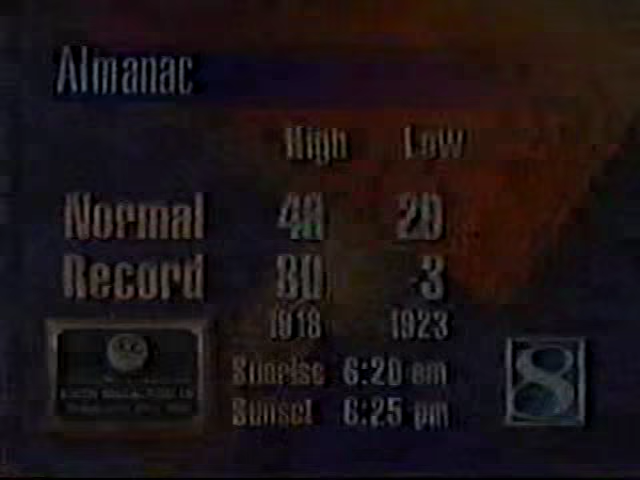 Almanac
High Low
Normal 48 29
Record 80 -3
1918 1923
Sunrise 6:20 am
Sunset 6:25 pm
8